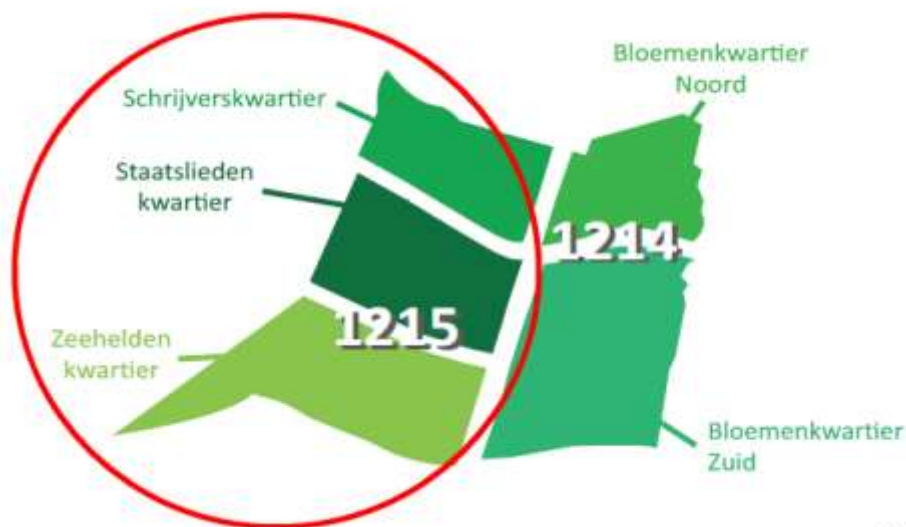 Bloemenkwartier
Noord
Schrijverskwartier
Staatslieden
kwartier
1214
1215
Zeehelden
kwartier
Bloemenkwartier
Zuid